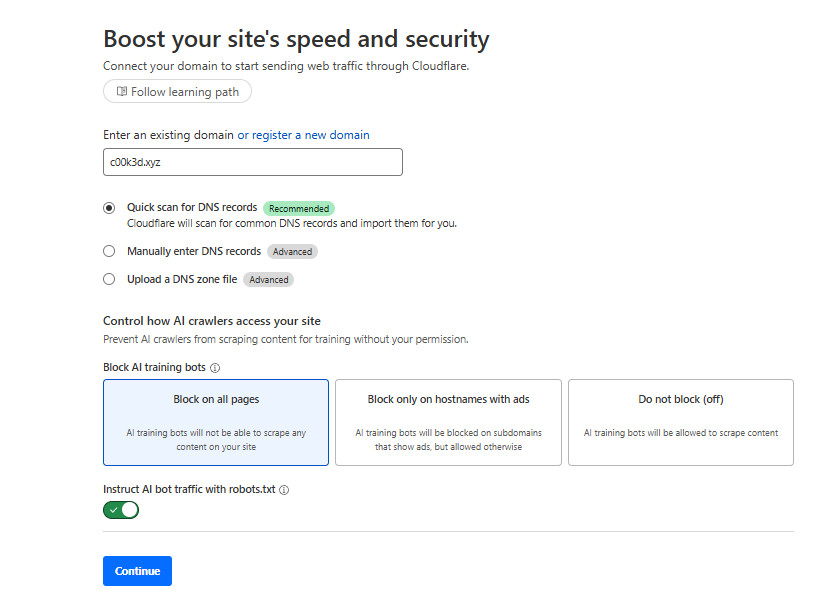 Boost your site's speed and security
Connect your domain to start sending web traffic through Cloudflare.
Follow learning path
Enter an existing domain or register a new domain
c00k3d.xyz
Quick scan for DNS records Recommended
Cloudflare will scan for common DNS records and import them for you.
Manually enter DNS records Advanced
Upload a DNS zone file Advanced
Control how AI crawlers access your site
Prevent AI crawlers from scraping content for training without your permission.
Block AI training bots
Block on all pages
AI training bots will not be able to scrape any
content on your site
Block only on hostnames with ads
AI training bots will be blocked on subdomains
that show ads, but allowed otherwise
Do not block (off)
AI training bots will be allowed to scrape content
Instruct AI bot traffic with robots.txt
Continue